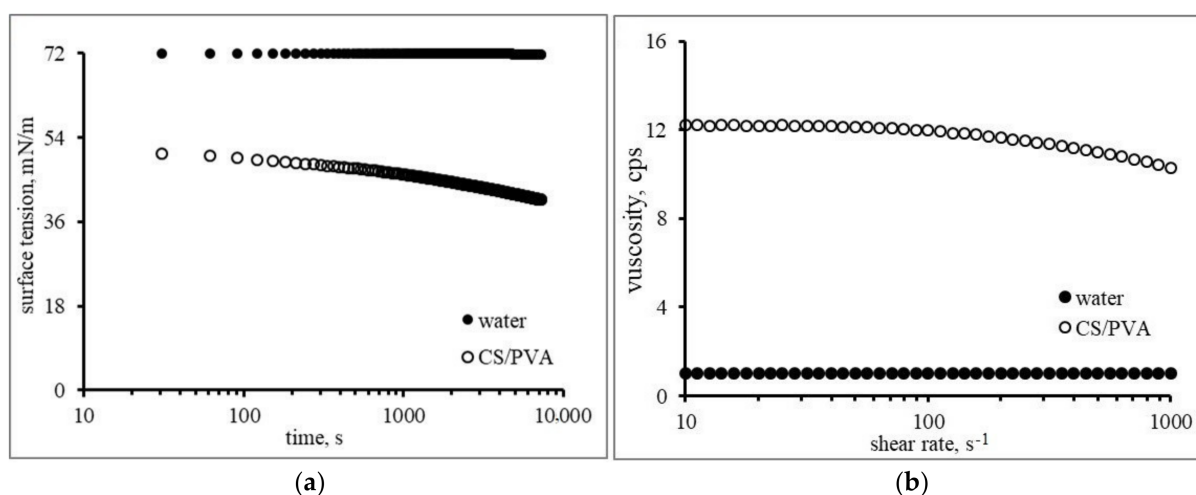 72
54
36
18
0
surface tension, mN/m
water
CS/PVA
10
100
1000
10,000
time, s
(a)
16
12
8
4
0
vuscosity, cps
water
CS/PVA
10
100
1000
shear rate, s⁻¹
(b)